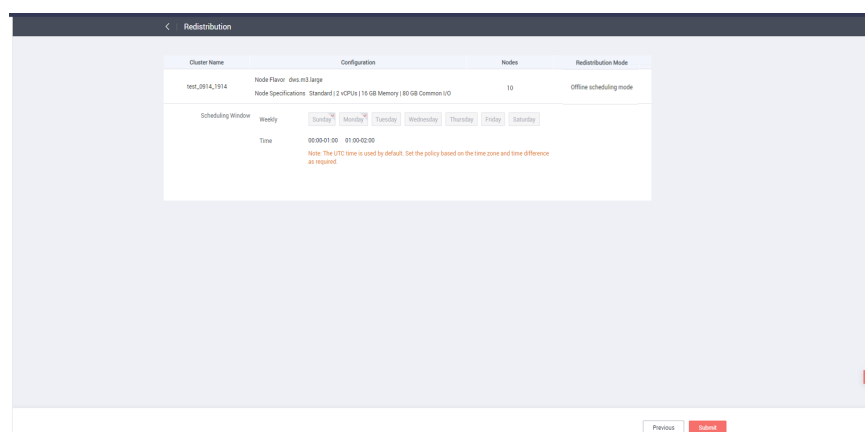 Redistribution
Cluster Name Configuration Nodes Redistribution Mode
test_0914_1914 Node Flavor dws.m3.large 10 Offline scheduling mode
Node Specifications Standard | 2 vCPUs | 16 GB Memory | 80 GB Common I/O
Scheduling Window Weekly Sunday Monday Tuesday Wednesday Thursday Friday Saturday
Time 00:00-01:00 01:00-02:00
Note: The UTC time is used by default. Set the policy based on the time zone and time difference
as required.
Previous Submit